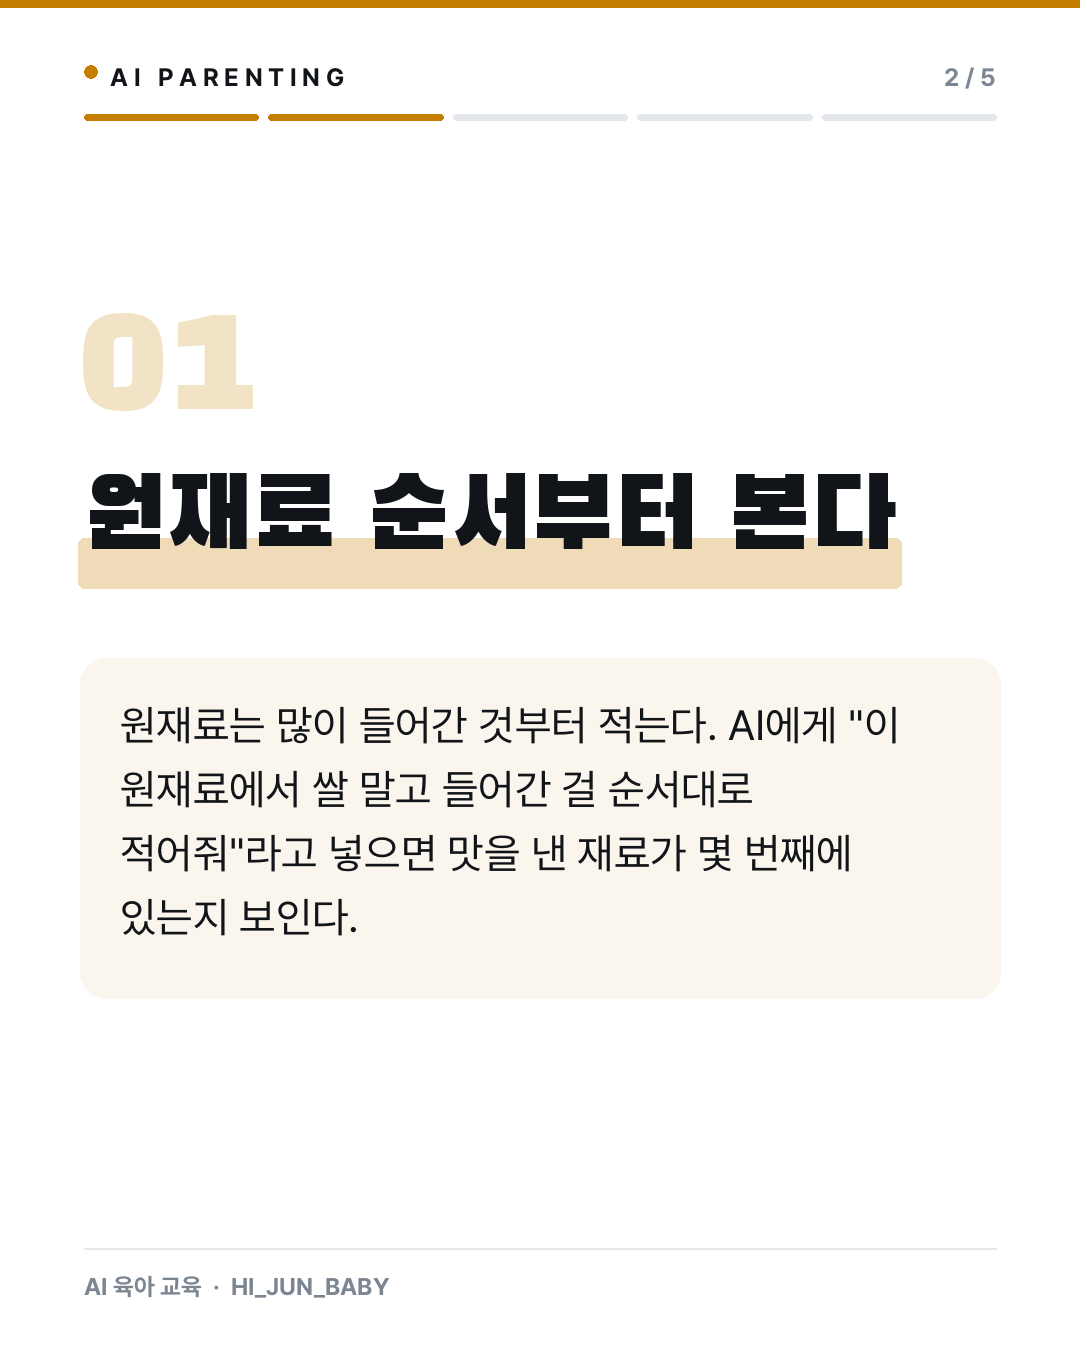 AI PARENTING
2 / 5
01
원재료 순서부터 본다
원재료는 많이 들어간 것부터 적는다. AI에게 "이
원재료에서 쌀 말고 들어간 걸 순서대로
적어줘"라고 넣으면 맛을 낸 재료가 몇 번째에
있는지 보인다.
AI 육아 교육 · HI_JUN_BABY